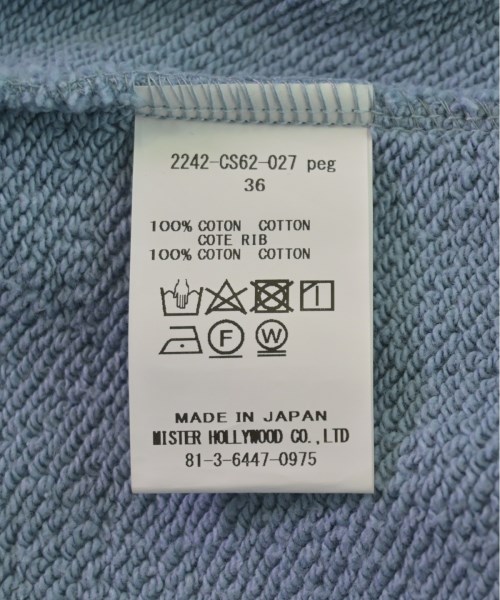 2242-CS62-027 peg
36
100% COTON COTTON
COTE RIB
100% COTON COTTON
F W
MADE IN JAPAN
MISTER HOLLYWOOD CO.,LTD
81-3-6447-0975